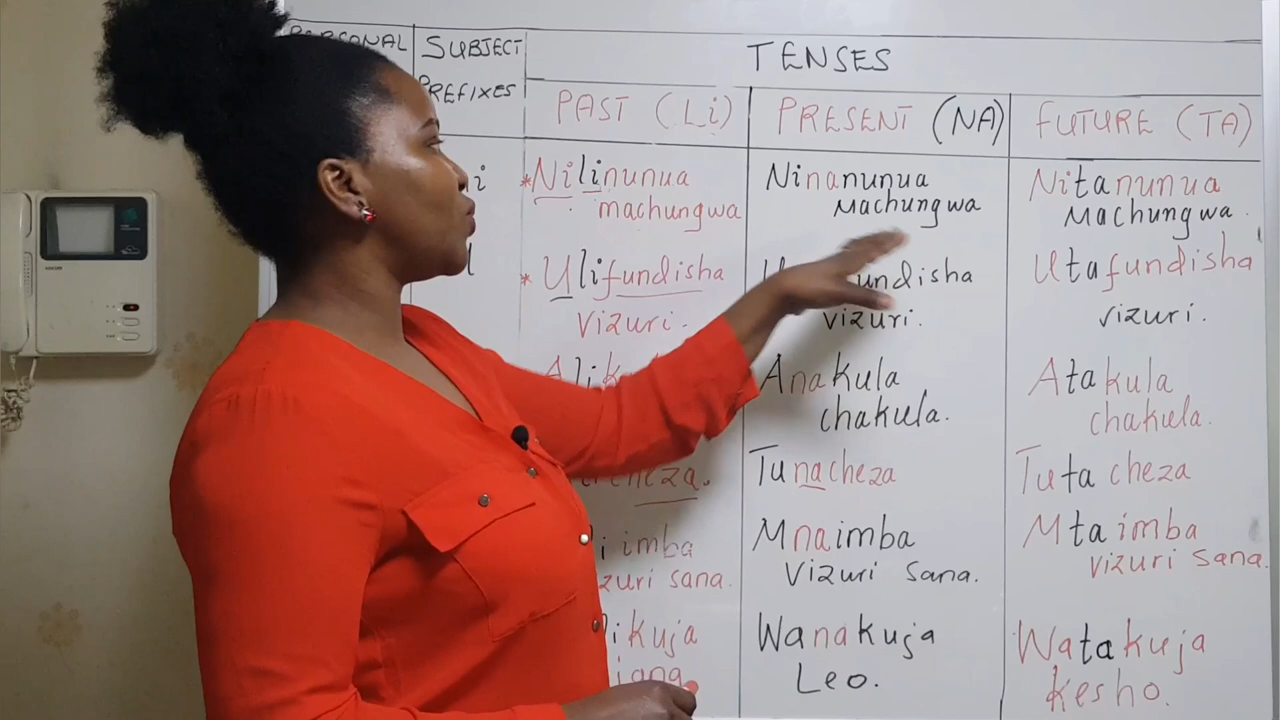 PERSONAL
SUBJECT
PREFIXES
TENSES
PAST (Li)
PRESENT (NA)
FUTURE (TA)
*Nilinunua
machungwa
Ninanunua
Machungwa
Nitanunua
Machungwa.
*Ulifundisha
vizuri.
vizuri.
Utafundisha
vizuri.
Anakula
chakula.
Atakula
chakula.
Tunacheza
Tutacheza
imba
vizuri sana.
Mnaimba
Vizuri sana.
Mtaimba
vizuri sana.
kuja
Wanakuja
Leo.
Watakuja
kesho.